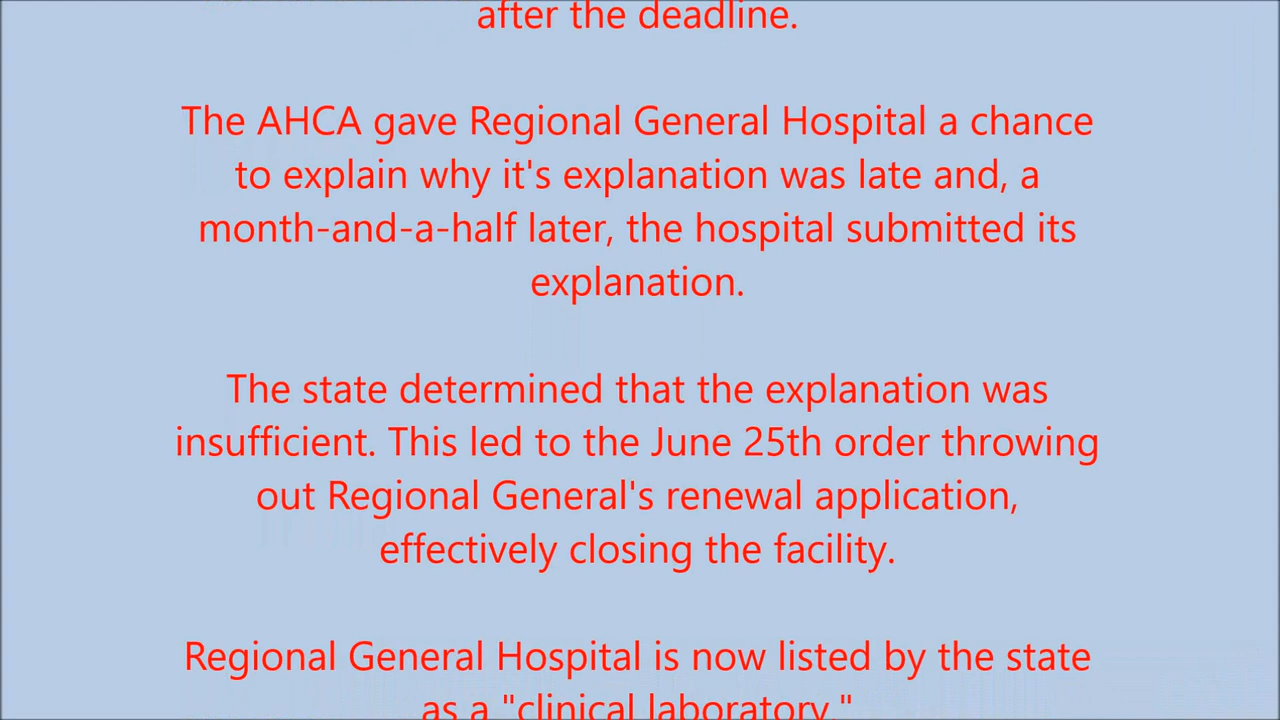 after the deadline.
The AHCA gave Regional General Hospital a chance
to explain why it's explanation was late and, a
month-and-a-half later, the hospital submitted its
explanation.
The state determined that the explanation was
insufficient. This led to the June 25th order throwing
out Regional General's renewal application,
effectively closing the facility.
Regional General Hospital is now listed by the state
as a "clinical laboratory."